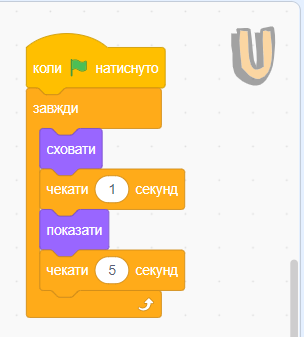 коли натиснуто
завжди
сховати
чекати 1 секунд
показати
чекати 5 секунд
U